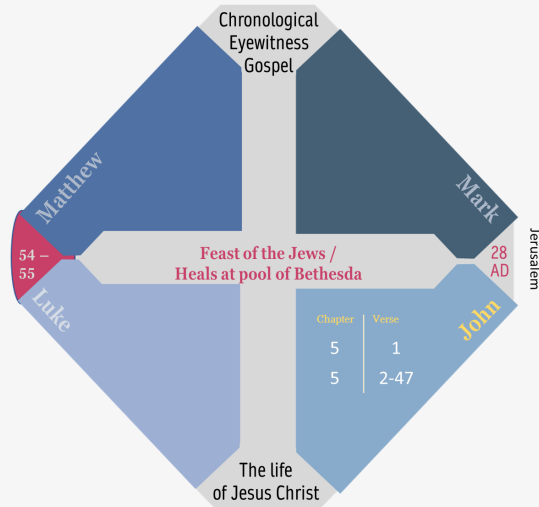 Chronological
Eyewitness
Gospel
Matthew
Mark
54 –
55
Feast of the Jews /
Heals at pool of Bethesda
28
AD
Jerusalem
Luke
John
Chapter Verse
5 1
5 2-47
The life
of Jesus Christ